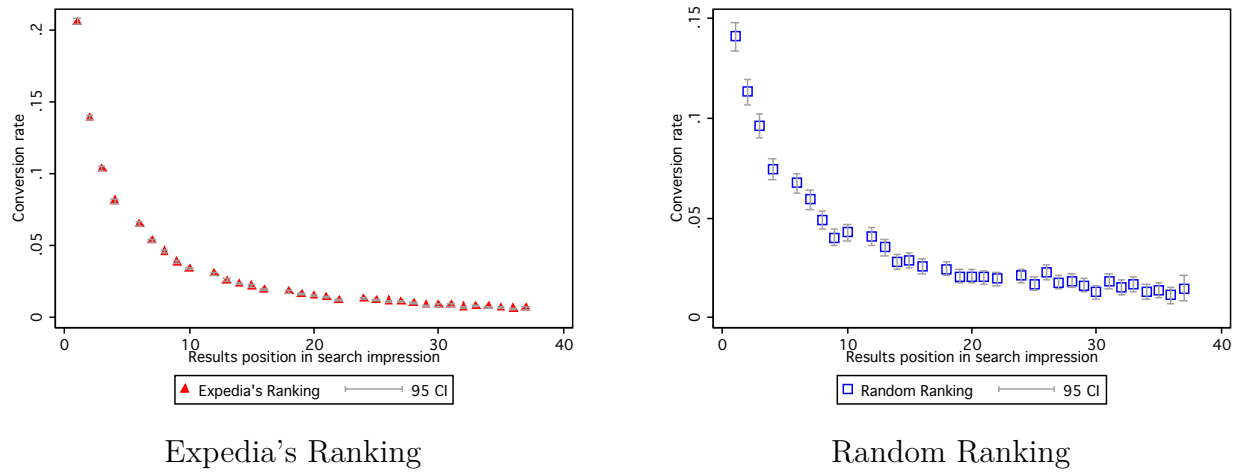 Conversion rate
.2
.15
.1
.05
0
0
10
20
30
40
Results position in search impression
Expedia's Ranking
95 CI
Expedia's Ranking
Conversion rate
.15
.1
.05
0
0
10
20
30
40
Results position in search impression
Random Ranking
95 CI
Random Ranking